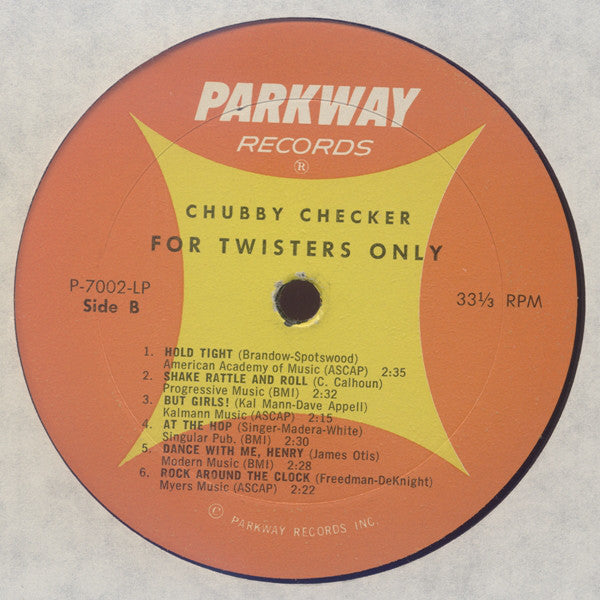 PARKWAY
RECORDS
®
CHUBBY CHECKER
FOR TWISTERS ONLY
P-7002-LP
Side B
33⅓ RPM
1. HOLD TIGHT (Brandow-Spotswood)
American Academy of Music (ASCAP) 2:35
2. SHAKE RATTLE AND ROLL (C. Calhoun)
Progressive Music (BMI) 2:32
3. BUT GIRLS! (Kal Mann-Dave Appell)
Kalmann Music (ASCAP) 2:15
4. AT THE HOP (Singer-Madera-White)
Singular Pub. (BMI) 2:30
5. DANCE WITH ME, HENRY (James Otis)
Modern Music (BMI) 2:28
6. ROCK AROUND THE CLOCK (Freedman-DeKnight)
Myers Music (ASCAP) 2:22
© PARKWAY RECORDS INC.